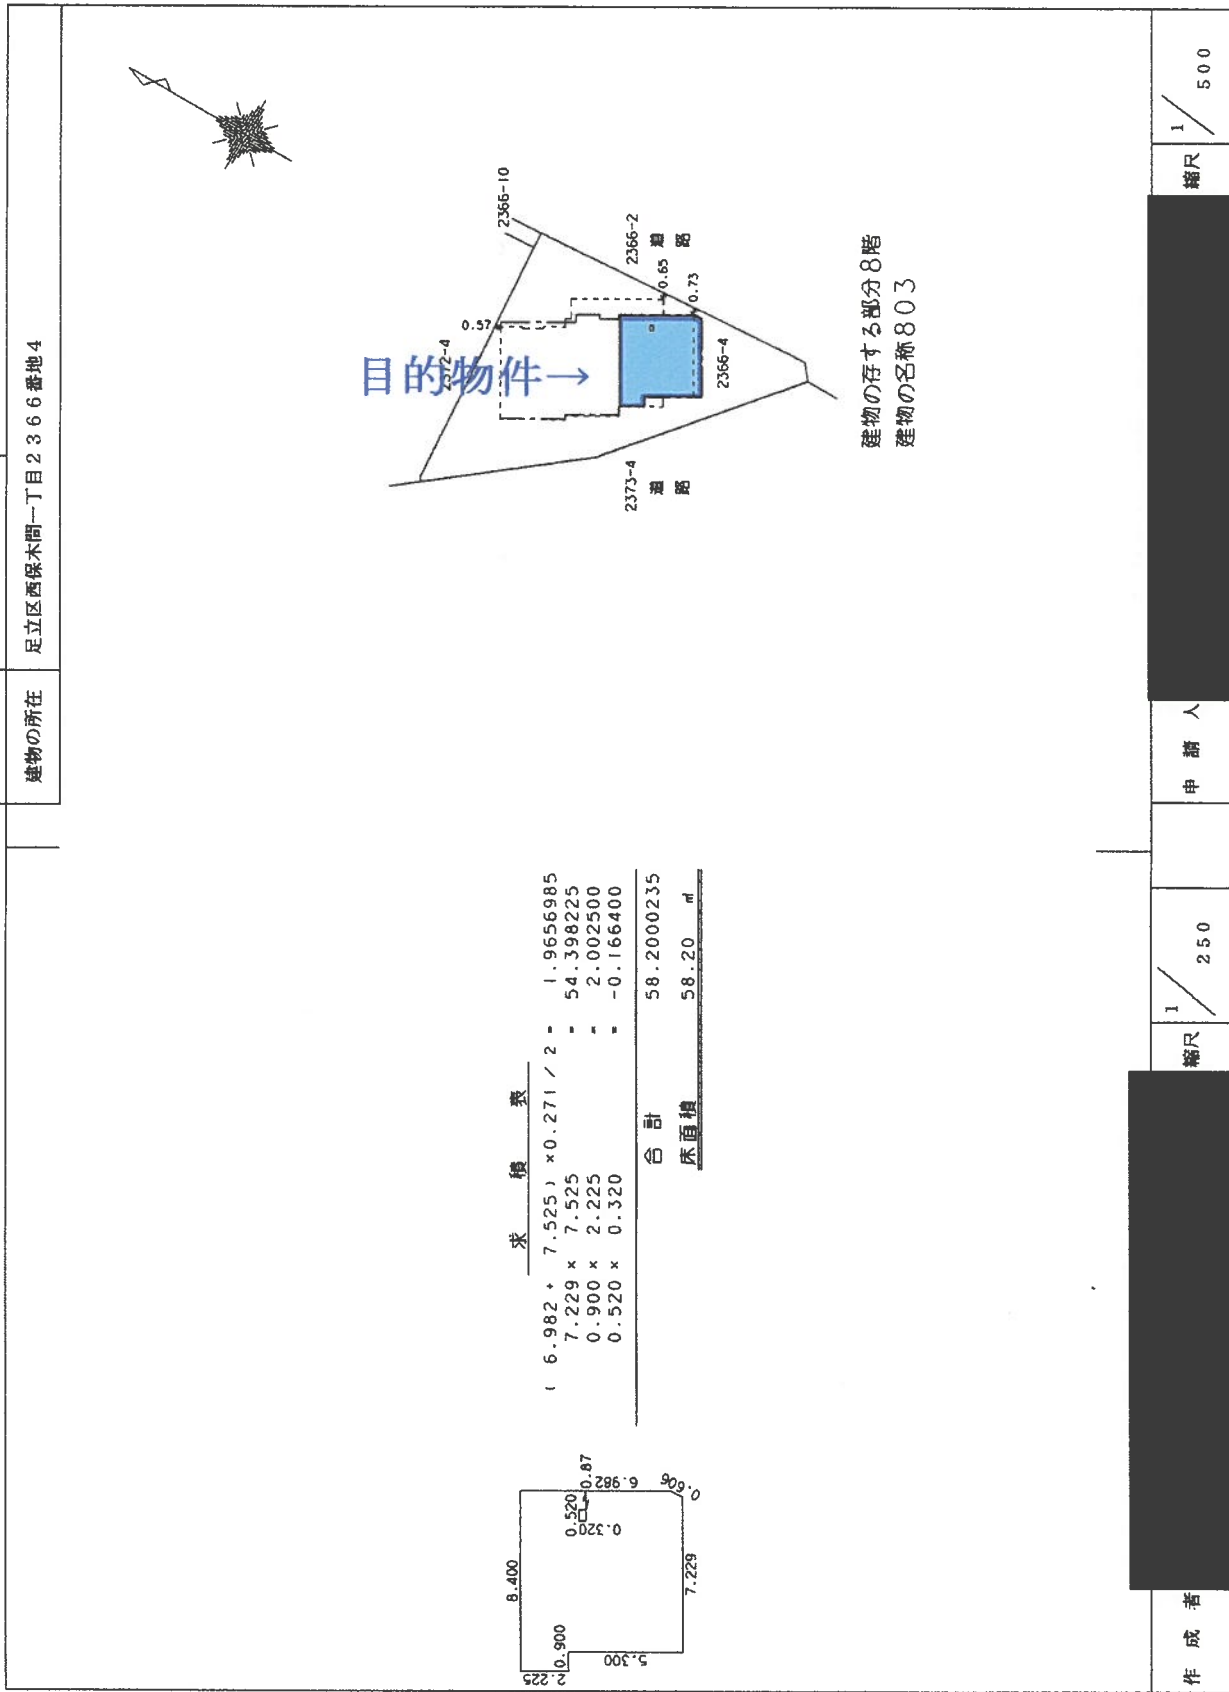 建物の所在
足立区西保木間一丁目2366番地4
求積表
( 6.982 + 7.525 ) ×0.271 / 2 = 1.9656985
7.229 × 7.525 = 54.398225
0.900 × 2.225 = 2.002500
0.520 × 0.320 = -0.166400
合計 58.2000235
床面積 58.20 ㎡
8.400
0.520
0.87
0.320
6.982
0.606
7.229
5.300
0.900
2.225
2366-10
2366-2
道路
0.65
0.73
0.57
目的物件→
2366-4
2373-4
道路
建物の存する部分8階
建物の名称803
作成者
縮尺 1/250
申請人
縮尺 1/500